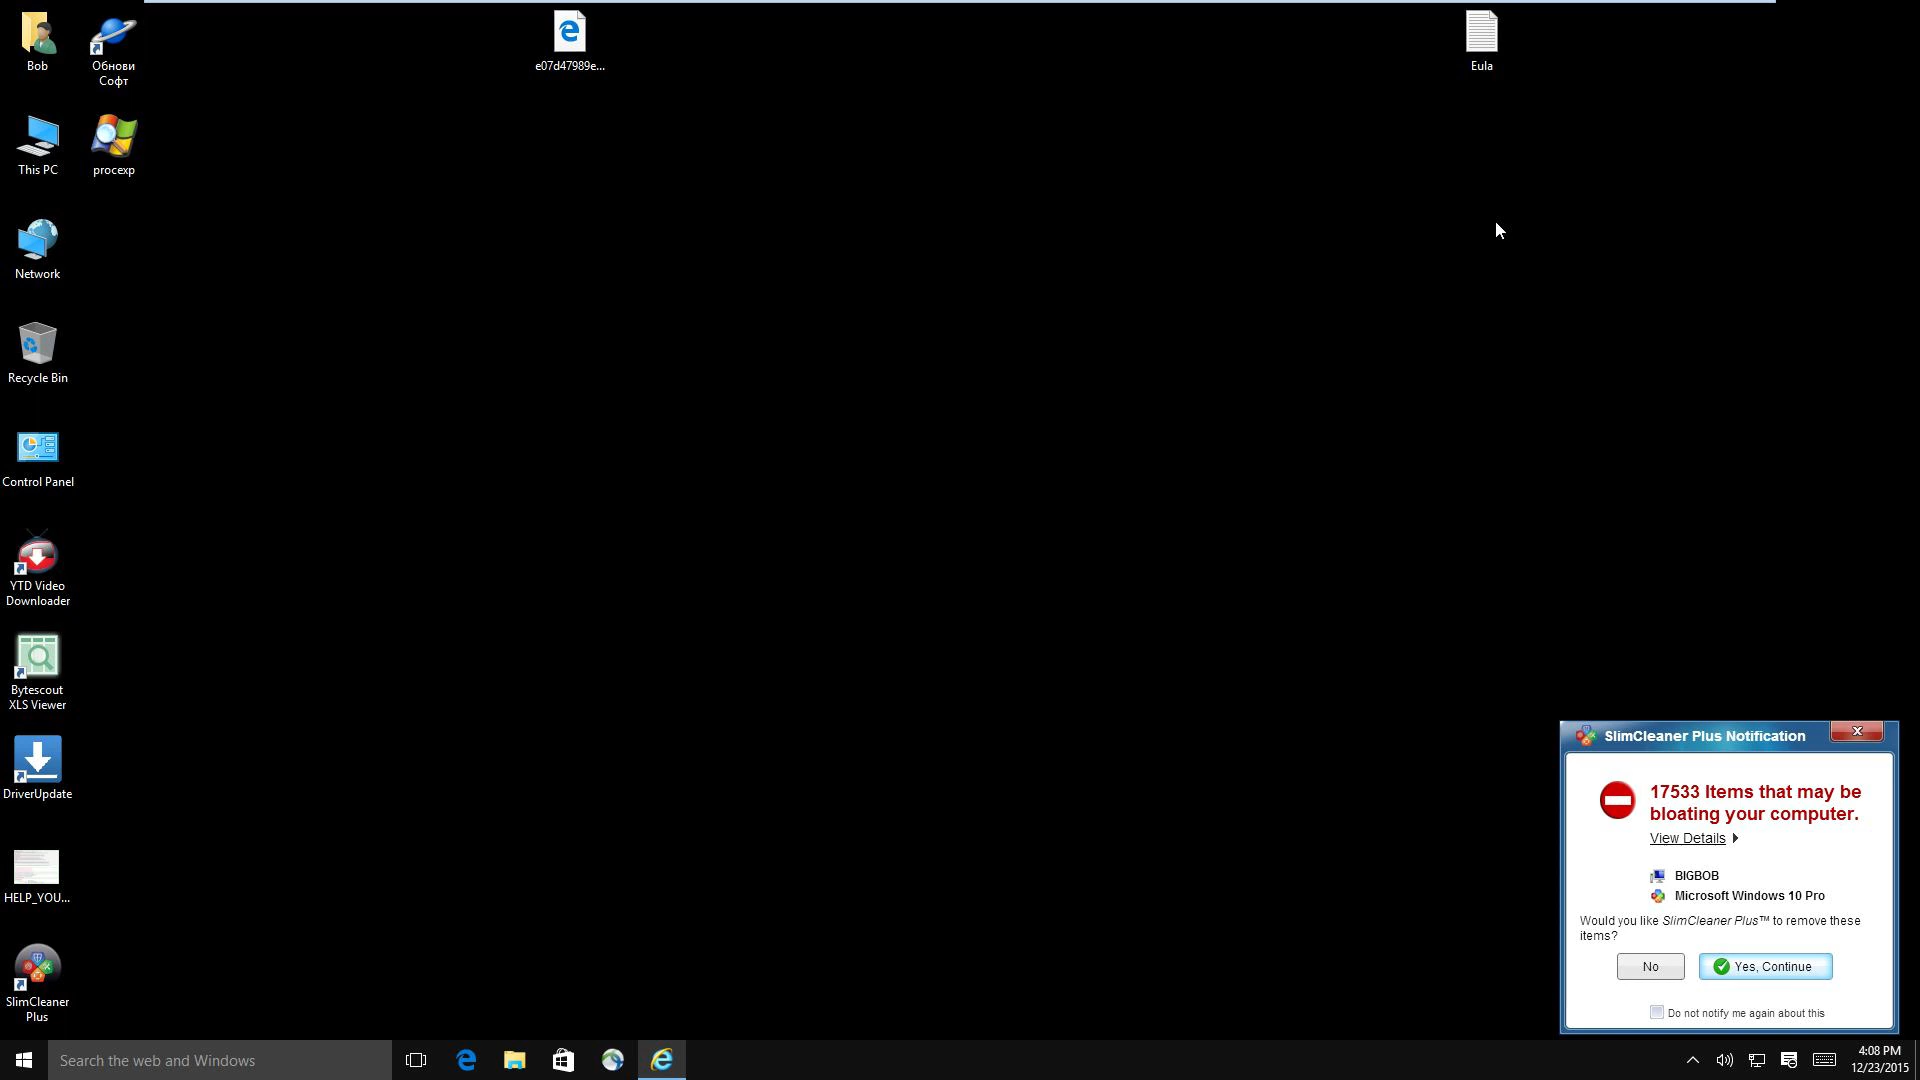 Bob
Обнови
Софт
e07d47989e...
Eula
This PC
procexp
Network
Recycle Bin
Control Panel
YTD Video
Downloader
Bytescout
XLS Viewer
DriverUpdate
HELP_YOU...
SlimCleaner
Plus
SlimCleaner Plus Notification
x
17533 Items that may be
bloating your computer.
View Details
BIGBOB
Microsoft Windows 10 Pro
Would you like SlimCleaner Plus™ to remove these
items?
No
Yes, Continue
Do not notify me again about this
Search the web and Windows
4:08 PM
12/23/2015